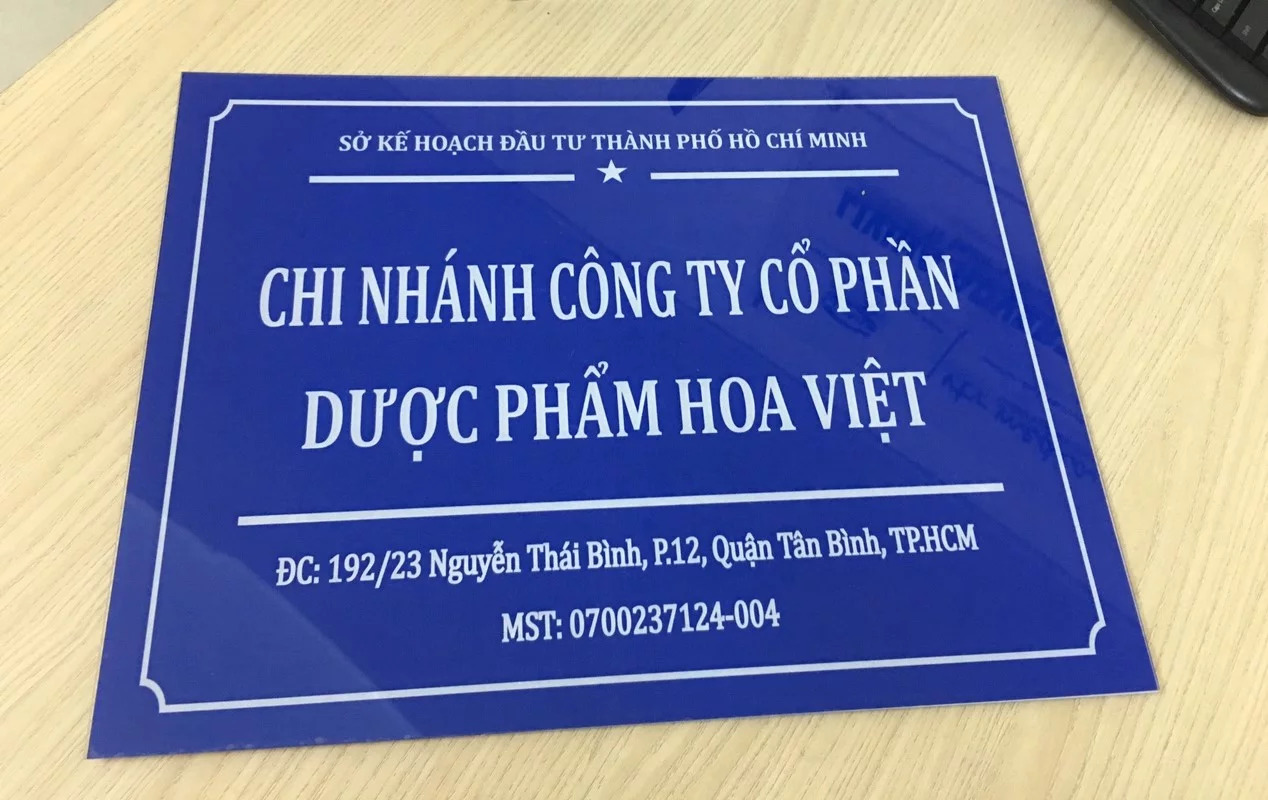 SỞ KẾ HOẠCH ĐẦU TƯ THÀNH PHỐ HỒ CHÍ MINH
CHI NHÁNH CÔNG TY CỔ PHẦN
DƯỢC PHẨM HOA VIỆT
ĐC: 192/23 Nguyễn Thái Bình, P.12, Quận Tân Bình, TP.HCM
MST: 0700237124-004